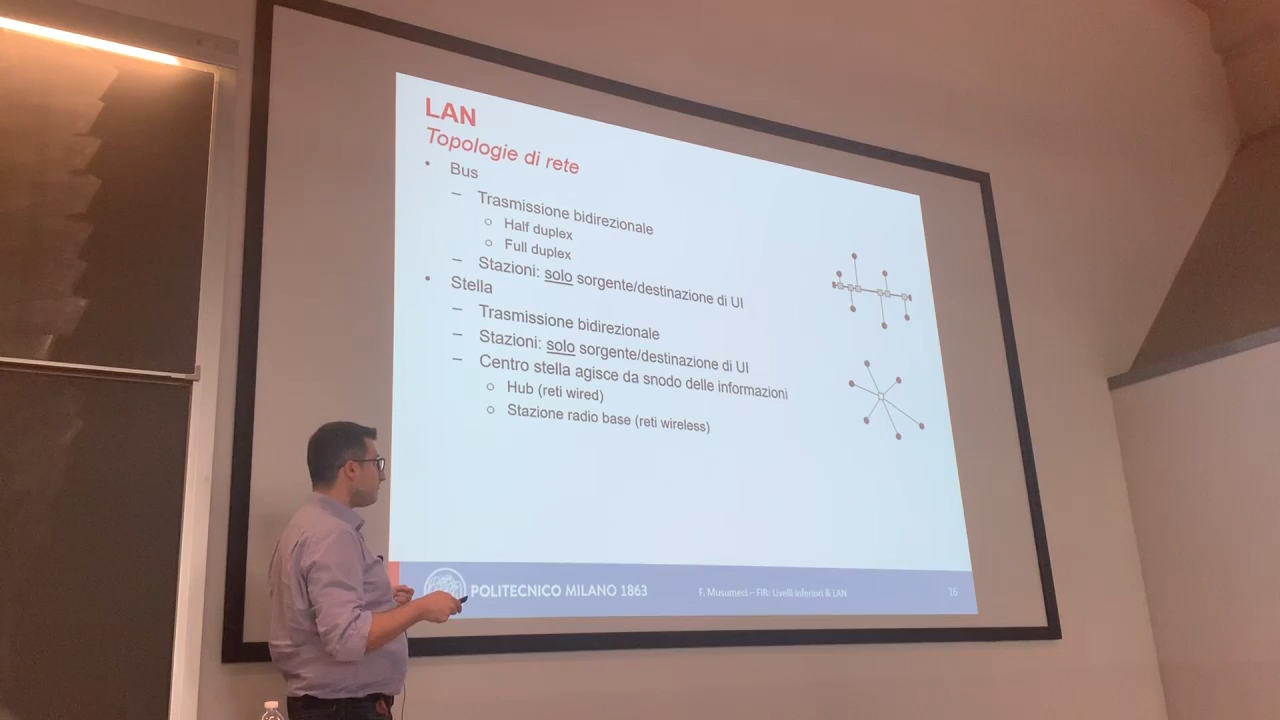 LAN
Topologie di rete
• Bus
– Trasmissione bidirezionale
o Half duplex
o Full duplex
– Stazioni: solo sorgente/destinazione di UI
• Stella
– Trasmissione bidirezionale
– Stazioni: solo sorgente/destinazione di UI
– Centro stella agisce da snodo delle informazioni
o Hub (reti wired)
o Stazione radio base (reti wireless)
POLITECNICO MILANO 1863
F. Musumeci – FIR: Livelli inferiori & LAN
16